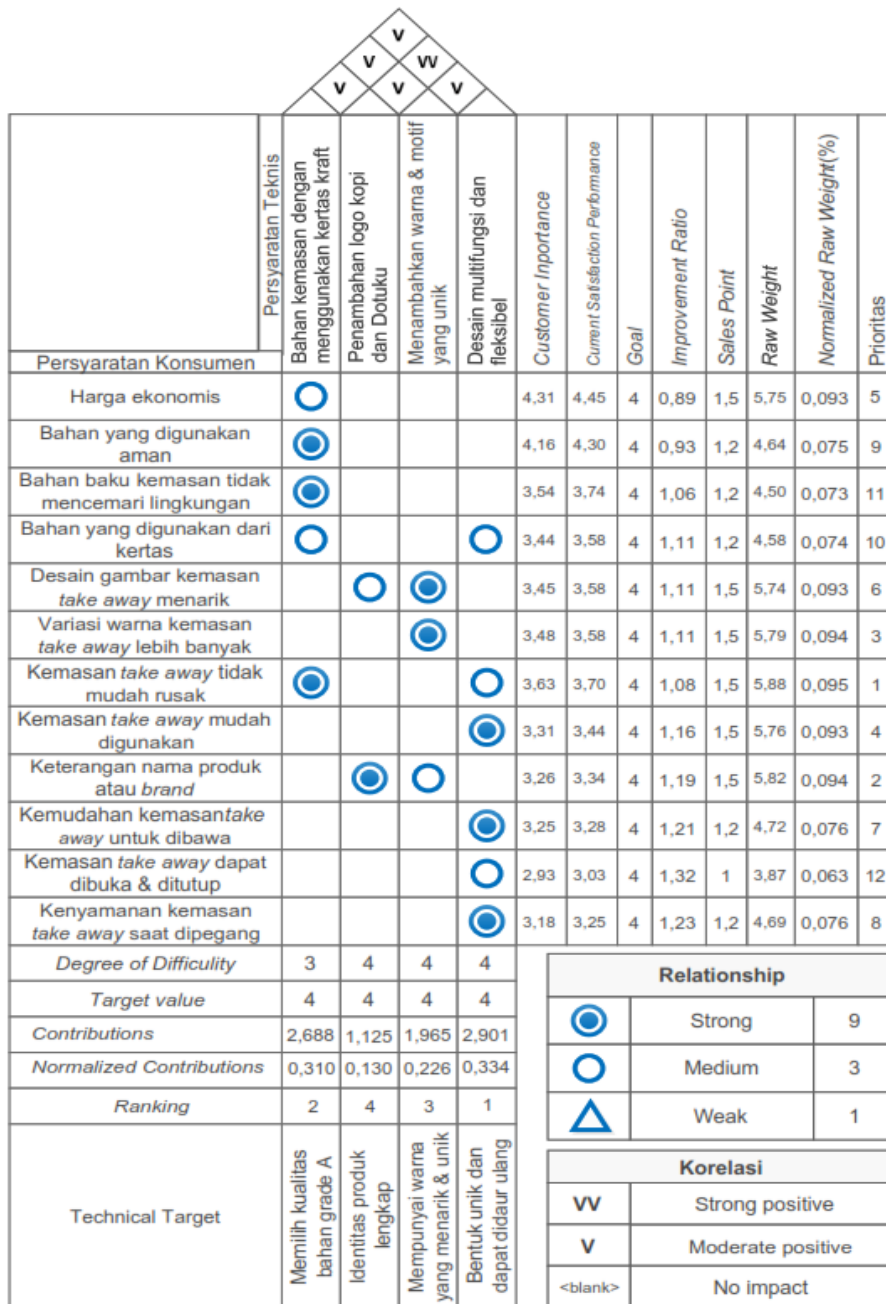 V
V VV
V V V
Persyaratan Teknis
Bahan kemasan dengan
menggunakan kertas kraft
Penambahan logo kopi
dan Dotuku
Menambahkan warna & motif
yang unik
Desain multifungsi dan
fleksibel
Customer Inportance
Current Satisfaction Performance
Goal
Improvement Ratio
Sales Point
Raw Weight
Normalized Raw Weight(%)
Prioritas
Persyaratan Konsumen
Harga ekonomis 4,31 4,45 4 0,89 1,5 5,75 0,093 5
Bahan yang digunakan
aman 4,16 4,30 4 0,93 1,2 4,64 0,075 9
Bahan baku kemasan tidak
mencemari lingkungan 3,54 3,74 4 1,06 1,2 4,50 0,073 11
Bahan yang digunakan dari
kertas 3,44 3,58 4 1,11 1,2 4,58 0,074 10
Desain gambar kemasan
take away menarik 3,45 3,58 4 1,11 1,5 5,74 0,093 6
Variasi warna kemasan
take away lebih banyak 3,48 3,58 4 1,11 1,5 5,79 0,094 3
Kemasan take away tidak
mudah rusak 3,63 3,70 4 1,08 1,5 5,88 0,095 1
Kemasan take away mudah
digunakan 3,31 3,44 4 1,16 1,5 5,76 0,093 4
Keterangan nama produk
atau brand 3,26 3,34 4 1,19 1,5 5,82 0,094 2
Kemudahan kemasantake
away untuk dibawa 3,25 3,28 4 1,21 1,2 4,72 0,076 7
Kemasan take away dapat
dibuka & ditutup 2,93 3,03 4 1,32 1 3,87 0,063 12
Kenyamanan kemasan
take away saat dipegang 3,18 3,25 4 1,23 1,2 4,69 0,076 8
Degree of Difficulity 3 4 4 4
Target value 4 4 4 4
Contributions 2,688 1,125 1,965 2,901
Normalized Contributions 0,310 0,130 0,226 0,334
Ranking 2 4 3 1
Technical Target
Memilih kualitas
bahan grade A
Identitas produk
lengkap
Mempunyai warna
yang menarik & unik
Bentuk unik dan
dapat didaur ulang
Relationship
Strong 9
Medium 3
Weak 1
Korelasi
VV Strong positive
V Moderate positive
<blank> No impact